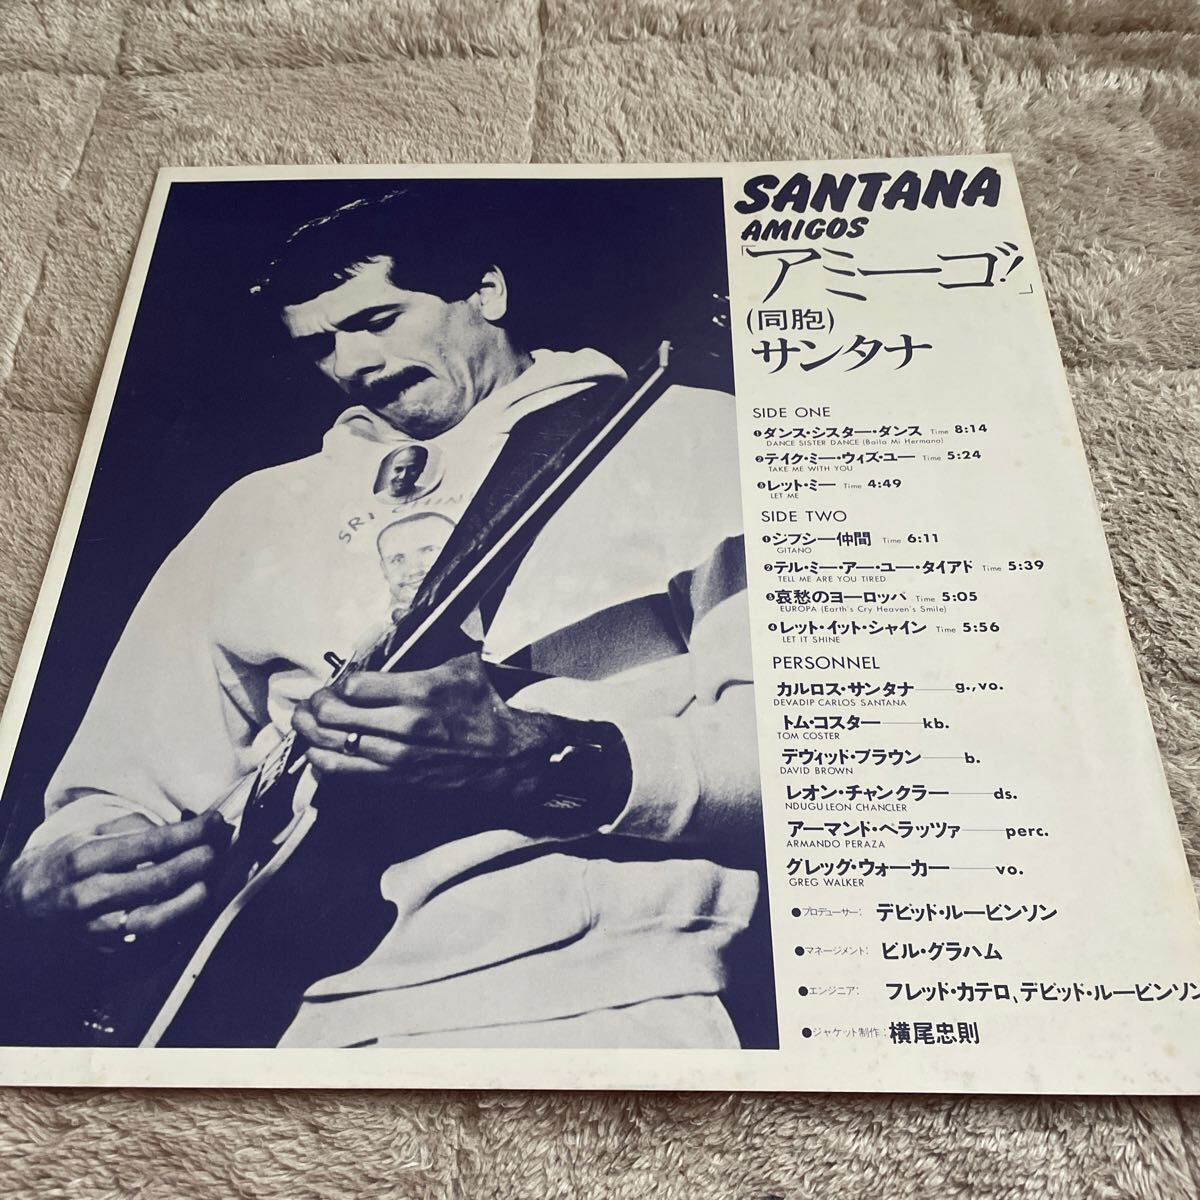 SANTANA
AMIGOS
「アミーゴ!」
(同胞)
サンタナ
SIDE ONE
❶ダンス・シスター・ダンス Time 8:14
DANCE SISTER DANCE (Baila Mi Hermana)
❷テイク・ミー・ウィズ・ユー Time 5:24
TAKE ME WITH YOU
❸レット・ミー Time 4:49
LET ME
SIDE TWO
❶ジプシー仲間 Time 6:11
GITANO
❷テル・ミー・アー・ユー・タイアド Time 5:39
TELL ME ARE YOU TIRED
❸哀愁のヨーロッパ Time 5:05
EUROPA (Earth's Cry Heaven's Smile)
❹レット・イット・シャイン Time 5:56
LET IT SHINE
PERSONNEL
カルロス・サンタナ——g.,vo.
DEVADIP CARLOS SANTANA
トム・コスター——kb.
TOM COSTER
デヴィッド・ブラウン——b.
DAVID BROWN
レオン・チャンクラー——ds.
NDUGU LEON CHANCLER
アーマンド・ペラッツァ——perc.
ARMANDO PERAZA
グレッグ・ウォーカー——vo.
GREG WALKER
●プロデューサー: デビッド・ルービンソン
●マネージメント: ビル・グラハム
●エンジニア: フレッド・カテロ、デビッド・ルービンソン
●ジャケット制作: 横尾忠則
SRI